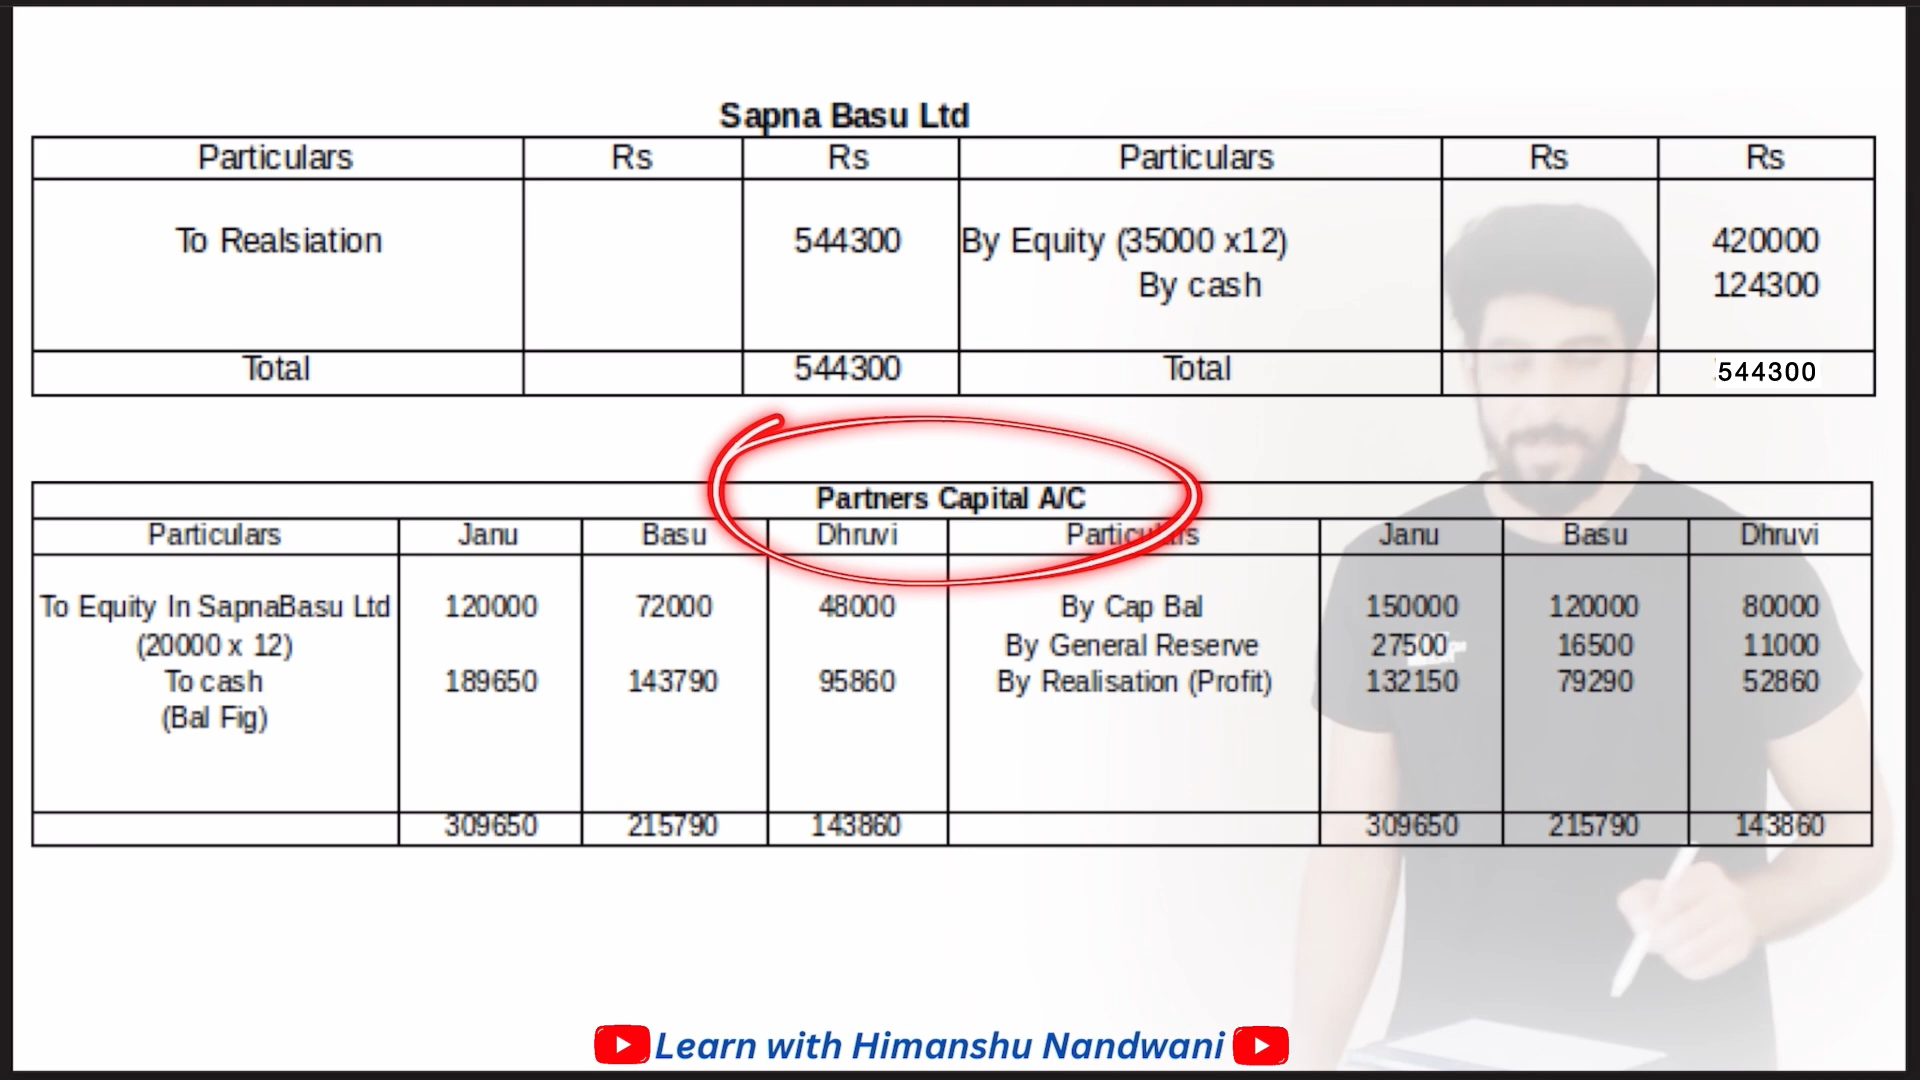 Sapna Basu Ltd
Particulars Rs Rs Particulars Rs Rs
To Realsiation 544300 By Equity (35000 x12) 420000
By cash 124300
Total 544300 Total 544300
Partners Capital A/C
Particulars Janu Basu Dhruvi Particulars Janu Basu Dhruvi
To Equity In SapnaBasu Ltd 120000 72000 48000 By Cap Bal 150000 120000 80000
(20000 x 12) By General Reserve 27500 16500 11000
To cash 189650 143790 95860 By Realisation (Profit) 132150 79290 52860
(Bal Fig)
309650 215790 143860 309650 215790 143860
Learn with Himanshu Nandwani